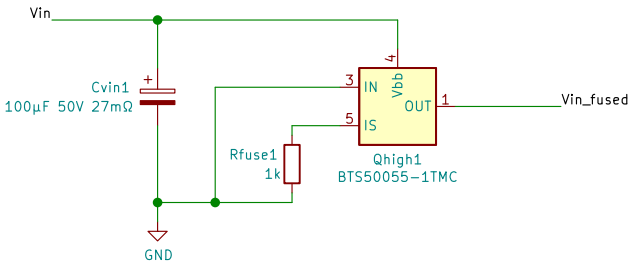 Vin
Cvin1
100µF 50V 27mΩ
4
Vbb
3
IN
OUT
1
Vin_fused
5
IS
Rfuse1
1k
Qhigh1
BTS50055-1TMC
GND